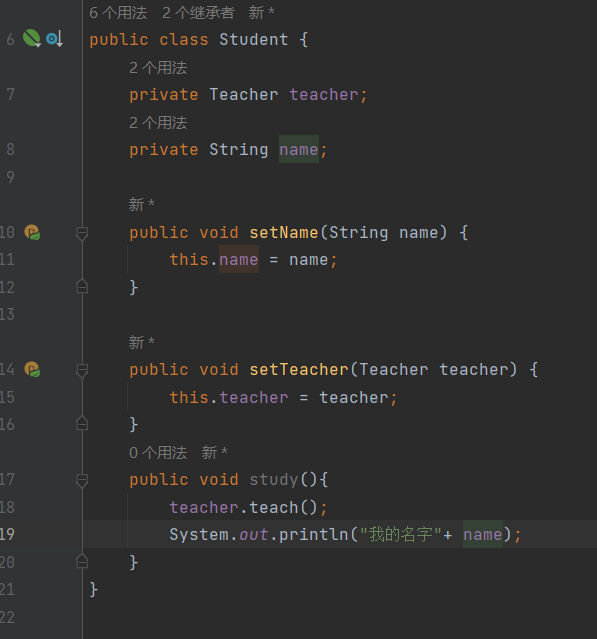 6 个用法 2 个继承者 新 *
6 public class Student {
2 个用法
7 private Teacher teacher;
2 个用法
8 private String name;
9
新 *
10 public void setName(String name) {
11 this.name = name;
12 }
13
新 *
14 public void setTeacher(Teacher teacher) {
15 this.teacher = teacher;
16 }
0 个用法 新 *
17 public void study(){
18 teacher.teach();
19 System.out.println("我的名字"+ name);
20 }
21 }
22